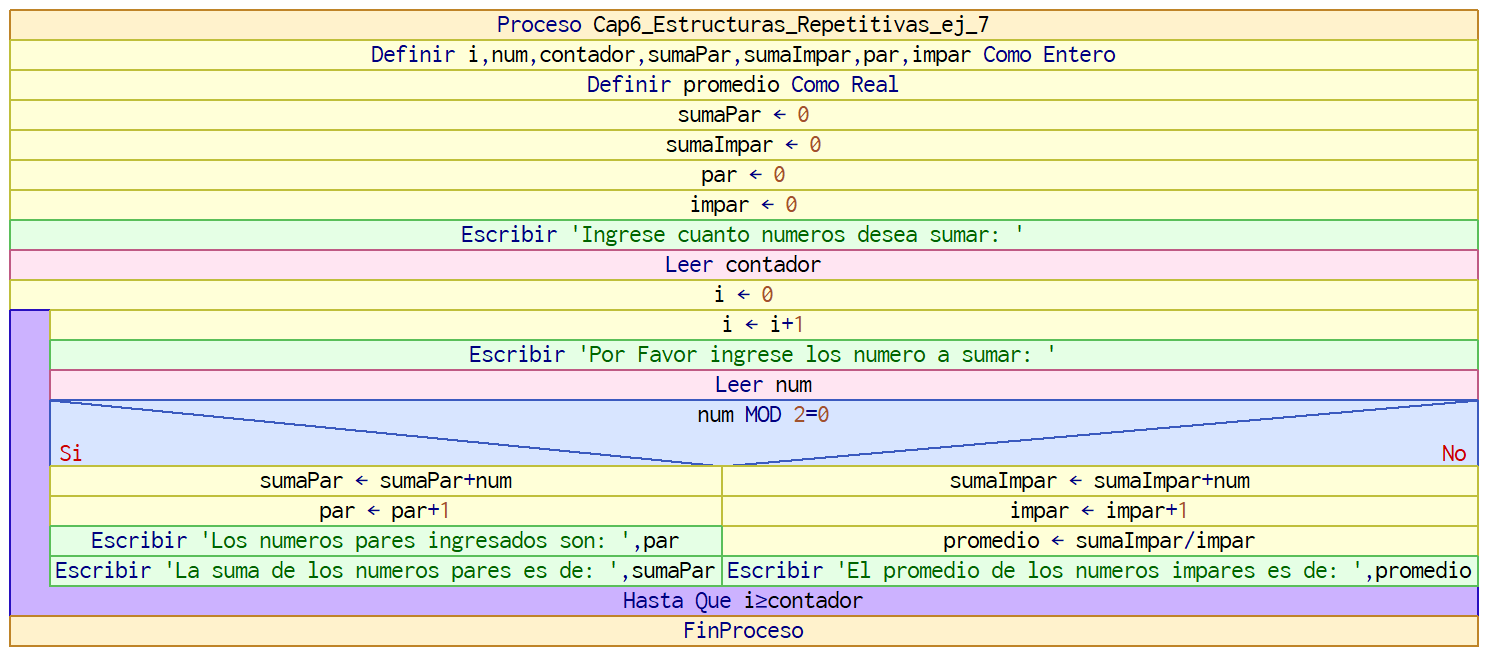 Proceso Cap6_Estructuras_Repetitivas_ej_7
Definir i,num,contador,sumaPar,sumaImpar,par,impar Como Entero
Definir promedio Como Real
sumaPar ← 0
sumaImpar ← 0
par ← 0
impar ← 0
Escribir 'Ingrese cuanto numeros desea sumar: '
Leer contador
i ← 0
i ← i+1
Escribir 'Por Favor ingrese los numero a sumar: '
Leer num
num MOD 2=0
Si
No
sumaPar ← sumaPar+num
par ← par+1
Escribir 'Los numeros pares ingresados son: ',par
Escribir 'La suma de los numeros pares es de: ',sumaPar
sumaImpar ← sumaImpar+num
impar ← impar+1
promedio ← sumaImpar/impar
Escribir 'El promedio de los numeros impares es de: ',promedio
Hasta Que i≥contador
FinProceso